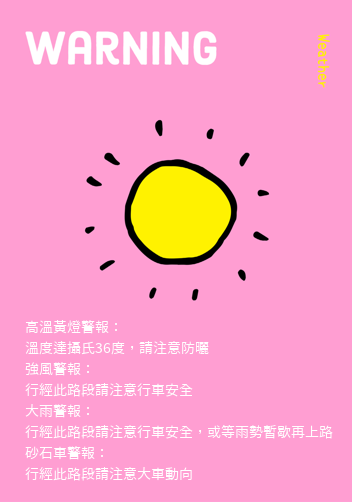 WARNING
Weather
高溫黃燈警報：
溫度達攝氏36度，請注意防曬
強風警報：
行經此路段請注意行車安全
大雨警報：
行經此路段請注意行車安全，或等雨勢暫歇再上路
砂石車警報：
行經此路段請注意大車動向